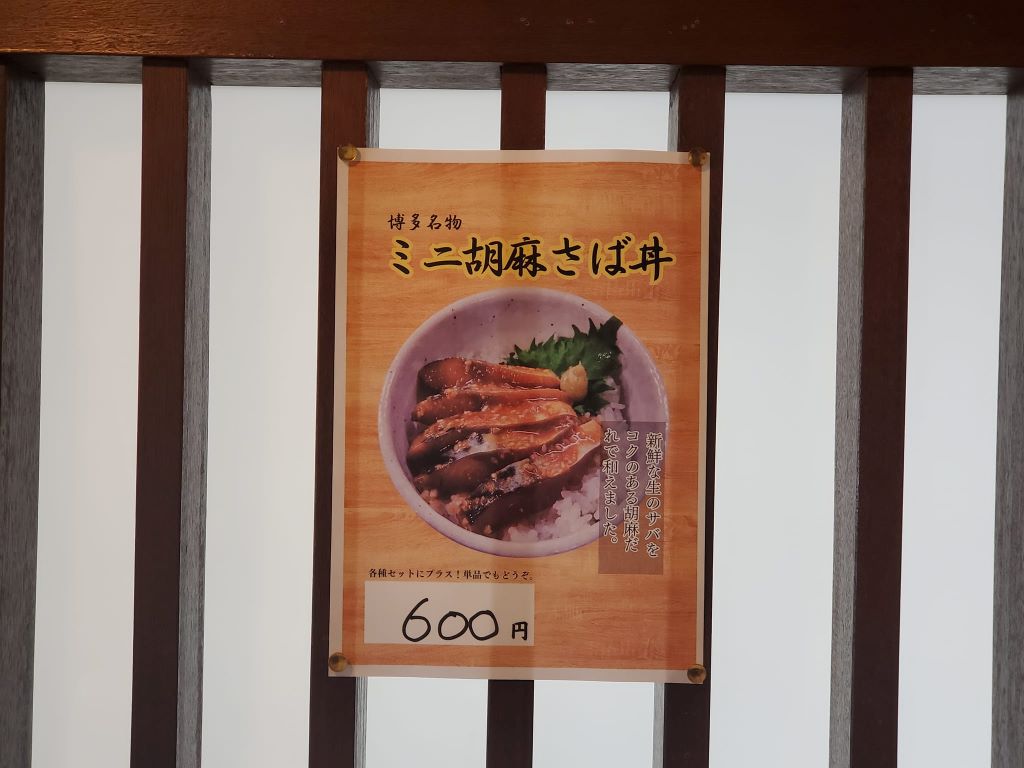 博多名物
ミニ胡麻さば丼
新鮮な生のサバを
コクのある胡麻だ
れで和えました。
各種セットにプラス！単品でもどうぞ。
600円